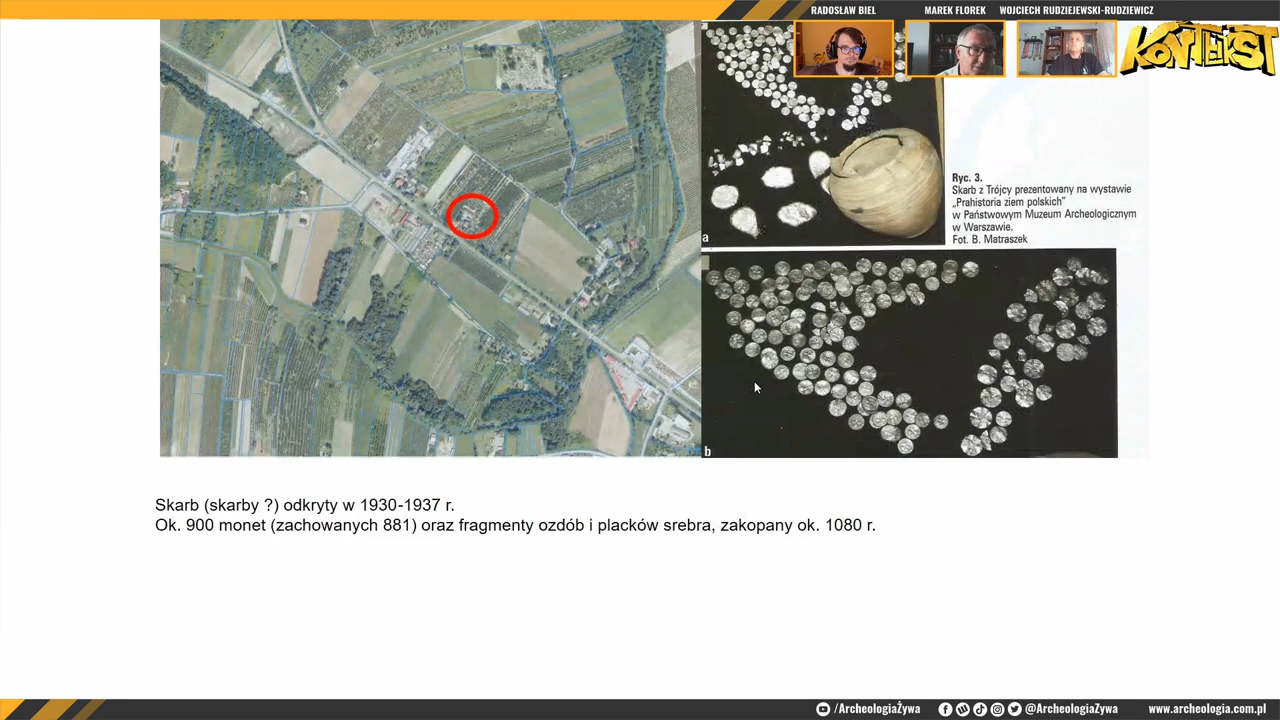 RADOSŁAW BIEL
MAREK FLOREK
WOJCIECH RUDZIEJEWSKI-RUDZIEWICZ
KONTEKST
Ryc. 3.
Skarb z Trójcy prezentowany na wystawie
„Prahistoria ziem polskich”
w Państwowym Muzeum Archeologicznym
w Warszawie.
Fot. B. Matraszek
a
b
Skarb (skarby ?) odkryty w 1930-1937 r.
Ok. 900 monet (zachowanych 881) oraz fragmenty ozdób i placków srebra, zakopany ok. 1080 r.
/ArcheologiaŻywa
@ArcheologiaŻywa
www.archeologia.com.pl